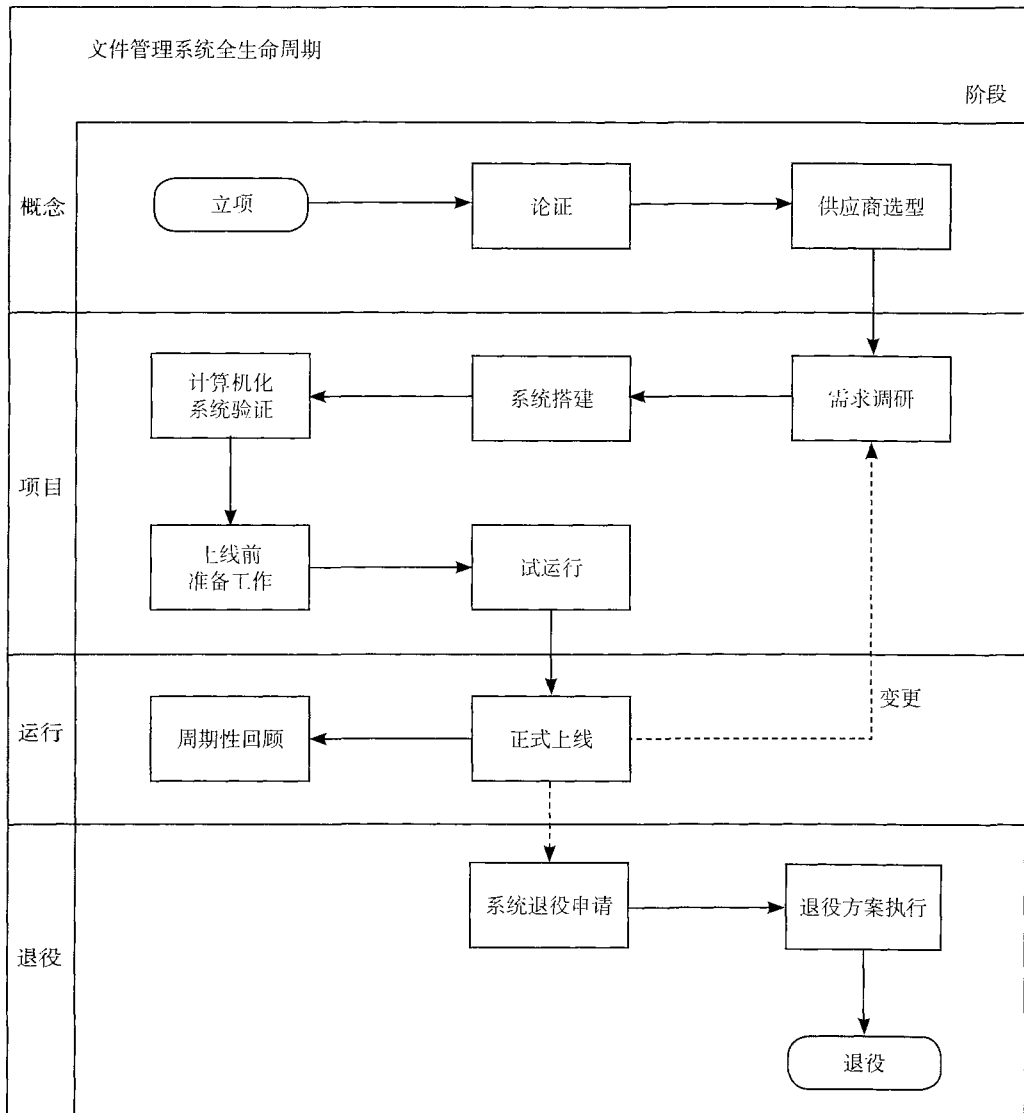 文件管理系统全生命周期
阶段
概念
立项
论证
供应商选型
项目
计算机化
系统验证
系统搭建
需求调研
上线前
准备工作
试运行
运行
周期性回顾
正式上线
变更
退役
系统退役申请
退役方案执行
退役